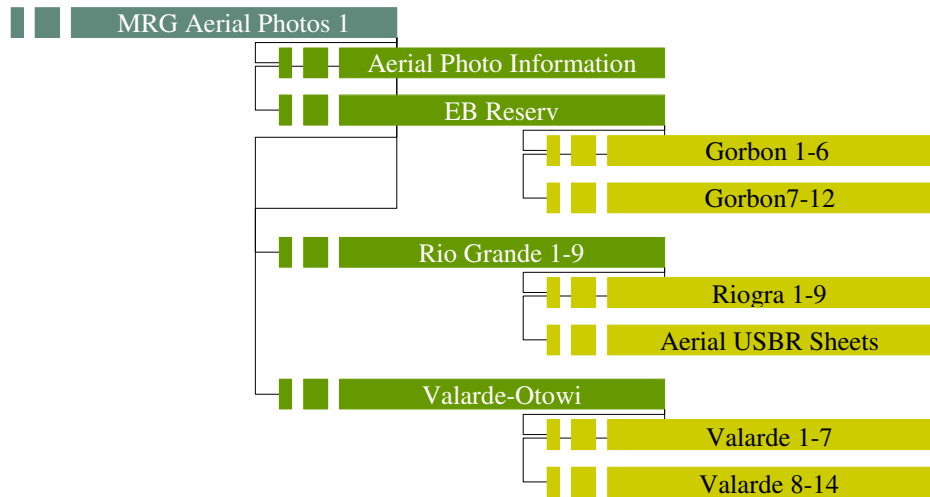 MRG Aerial Photos 1
Aerial Photo Information
EB Reserv
Gorbon 1-6
Gorbon7-12
Rio Grande 1-9
Riogra 1-9
Aerial USBR Sheets
Valarde-Otowi
Valarde 1-7
Valarde 8-14